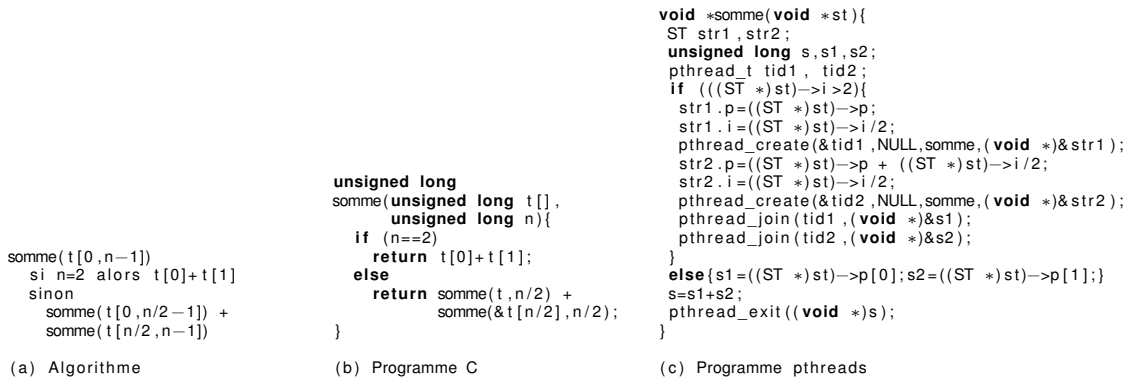 somme(t[0,n−1])
  si n=2 alors t[0]+t[1]
  sinon
    somme(t[0,n/2−1]) +
    somme(t[n/2,n−1])
(a) Algorithme
unsigned long
somme(unsigned long t[],
      unsigned long n){
  if (n==2)
    return t[0]+t[1];
  else
    return somme(t,n/2) +
           somme(&t[n/2],n/2);
}
(b) Programme C
void *somme(void *st){
 ST str1,str2;
 unsigned long s,s1,s2;
 pthread_t tid1, tid2;
 if (((ST *)st)−>i>2){
  str1.p=((ST *)st)−>p;
  str1.i=((ST *)st)−>i/2;
  pthread_create(&tid1,NULL,somme,(void *)&str1);
  str2.p=((ST *)st)−>p + ((ST *)st)−>i/2;
  str2.i=((ST *)st)−>i/2;
  pthread_create(&tid2,NULL,somme,(void *)&str2);
  pthread_join(tid1,(void *)&s1);
  pthread_join(tid2,(void *)&s2);
 }
 else{s1=((ST *)st)−>p[0];s2=((ST *)st)−>p[1];}
 s=s1+s2;
 pthread_exit((void *)s);
}
(c) Programme pthreads